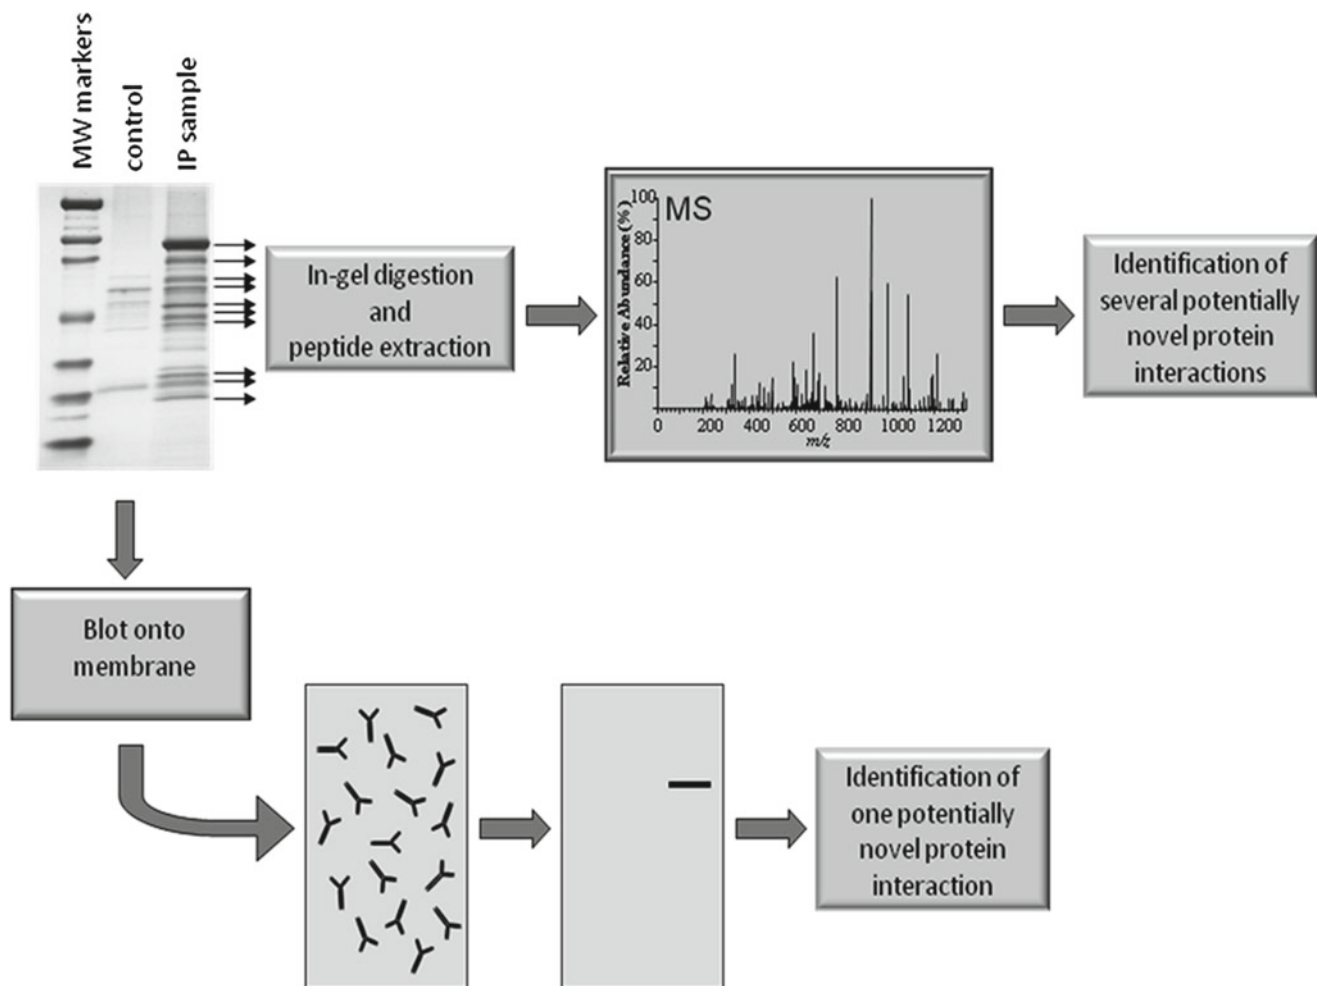 MW markers
control
IP sample
In-gel digestion
and
peptide extraction
MS
Relative Abundance (%)
100
80
60
40
20
0
200
400
600
800
1000
1200
m/z
Identification of
several potentially
novel protein
interactions
Blot onto
membrane
Identification of
one potentially
novel protein
interaction